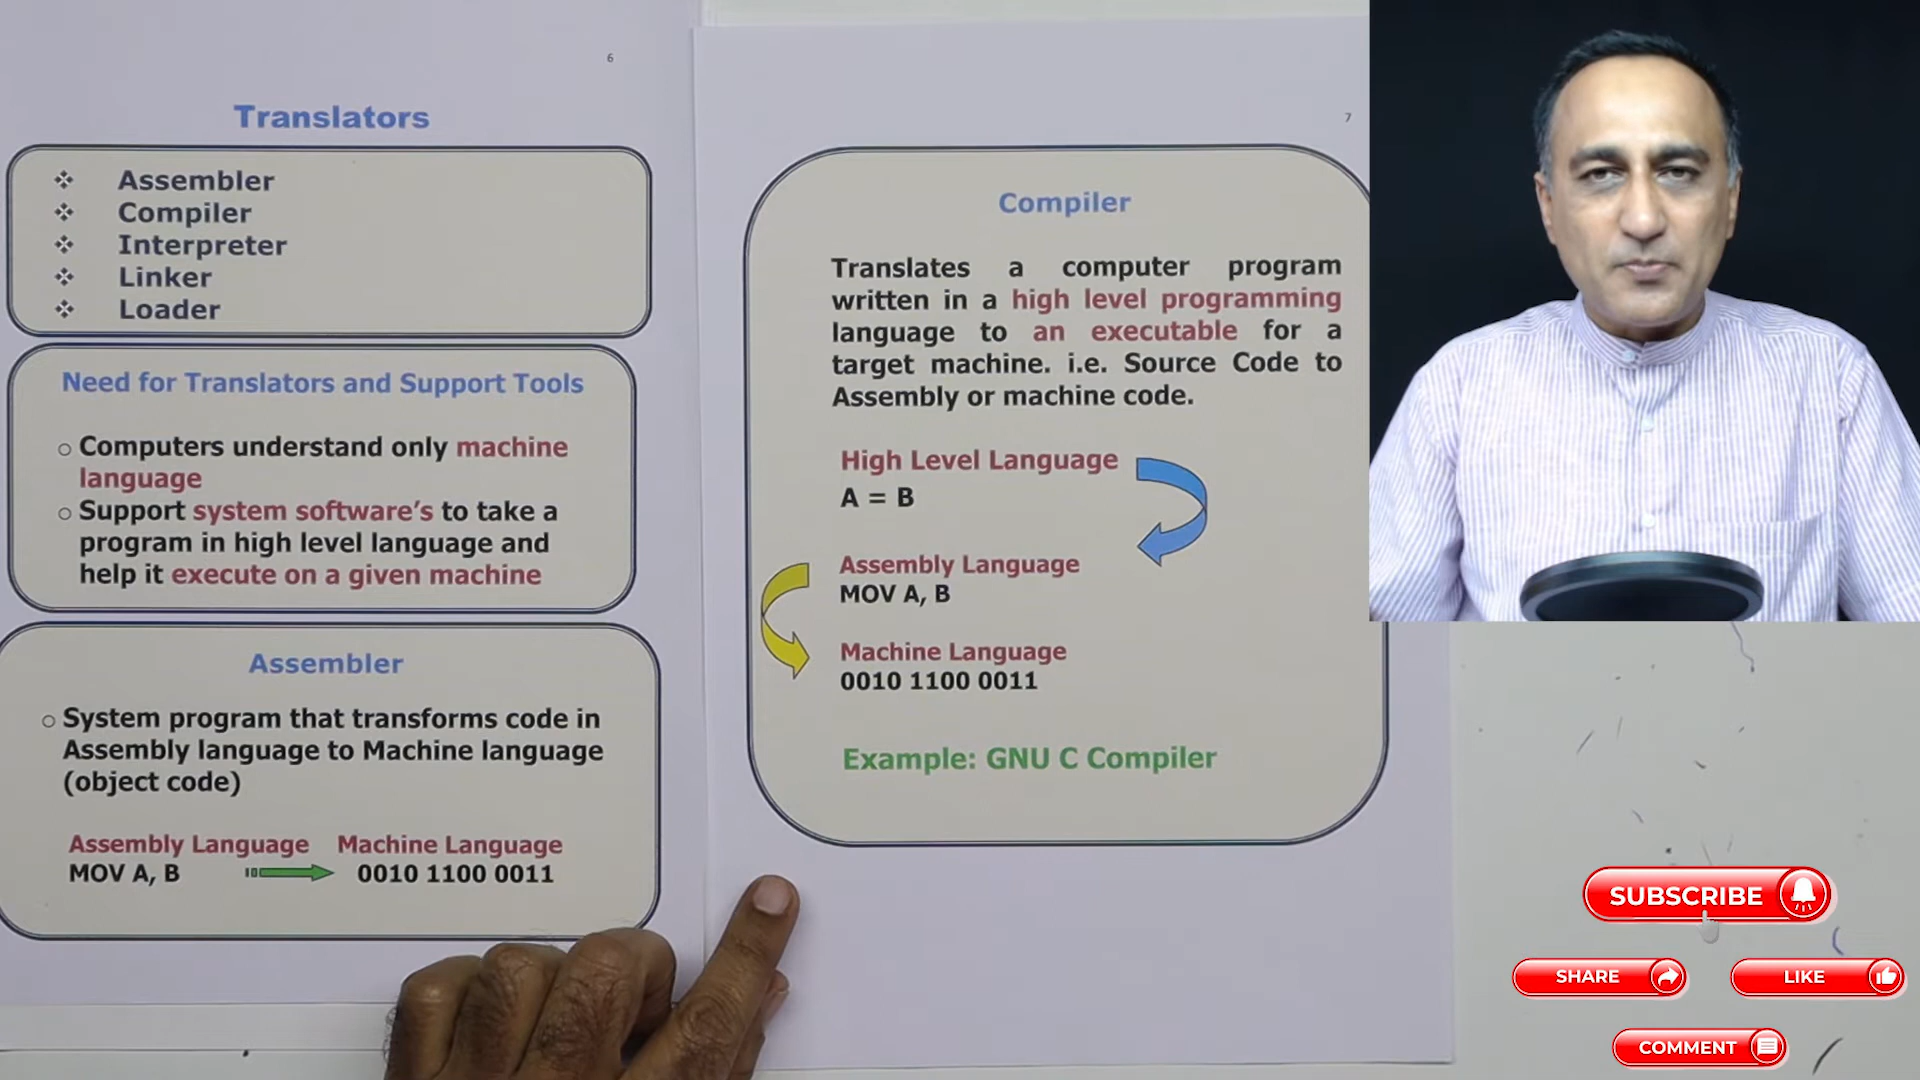 6
Translators
Assembler
Compiler
Interpreter
Linker
Loader
Need for Translators and Support Tools
Computers understand only machine
language
Support system software's to take a
program in high level language and
help it execute on a given machine
Assembler
System program that transforms code in
Assembly language to Machine language
(object code)
Assembly Language Machine Language
MOV A, B 0010 1100 0011
7
Compiler
Translates a computer program
written in a high level programming
language to an executable for a
target machine. i.e. Source Code to
Assembly or machine code.
High Level Language
A = B
Assembly Language
MOV A, B
Machine Language
0010 1100 0011
Example: GNU C Compiler
SUBSCRIBE
SHARE
LIKE
COMMENT